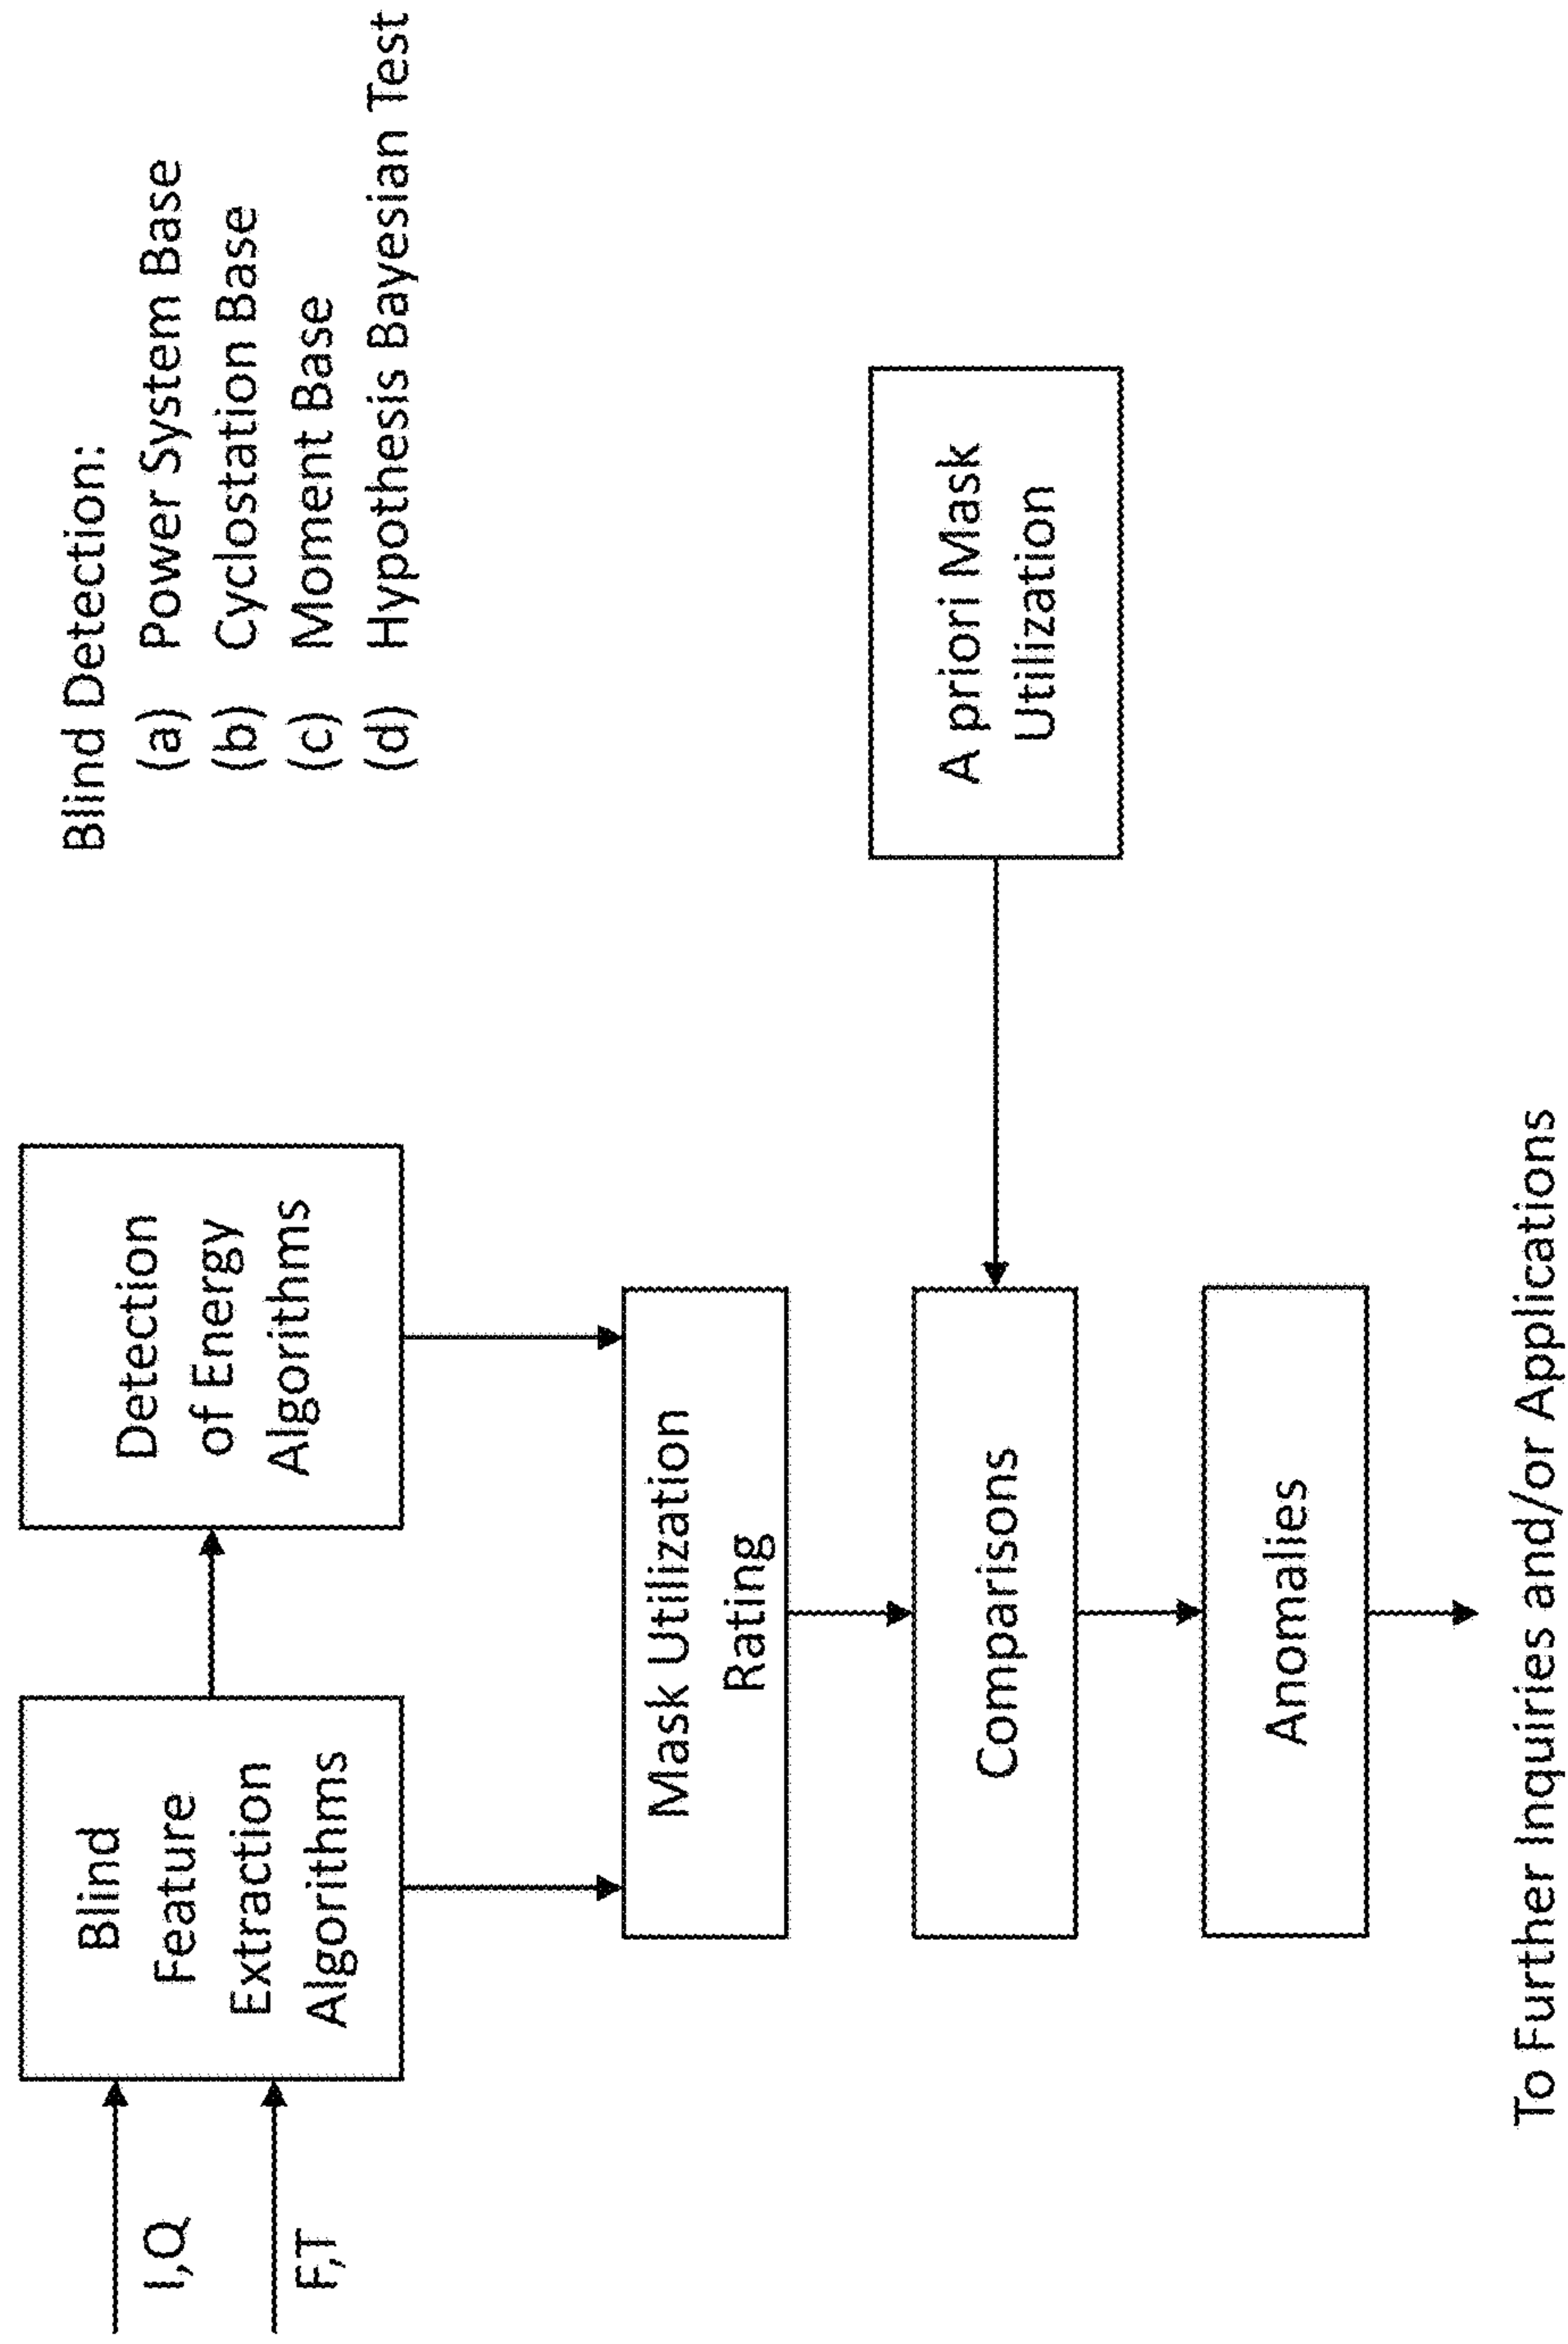 Blind Detection:
(a) Power System Base
(b) Cyclostation Base
(c) Moment Base
(d) Hypothesis Bayesian Test
I,Q
F,T
Blind
Feature
Extraction
Algorithms
Detection
of Energy
Algorithms
Mask Utilization
Rating
Comparisons
A priori Mask
Utilization
Anomalies
To Further Inquiries and/or Applications